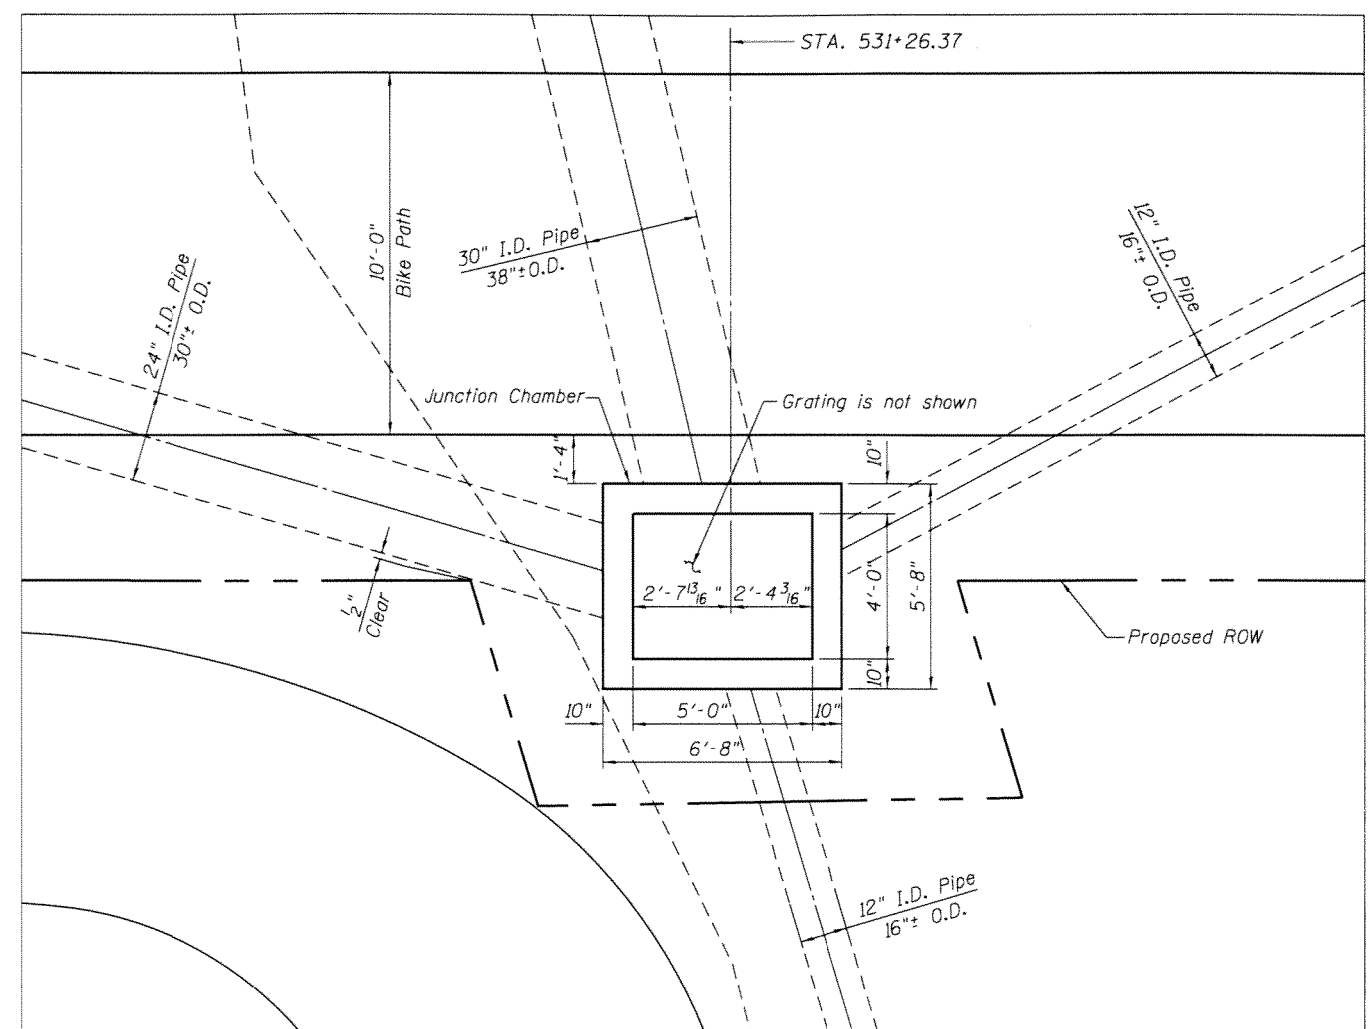 STA. 531+26.37
10'-0"
Bike Path
30" I.D. Pipe
38"± O.D.
12" I.D. Pipe
16"± O.D.
24" I.D. Pipe
30"± O.D.
Junction Chamber
Grating is not shown
1'-4"
10"
2'-7 13/16"
2'-4 3/16"
4'-0"
5'-8"
1/2"
Clear
Proposed ROW
10"
10"
5'-0"
10"
6'-8"
12" I.D. Pipe
16"± O.D.